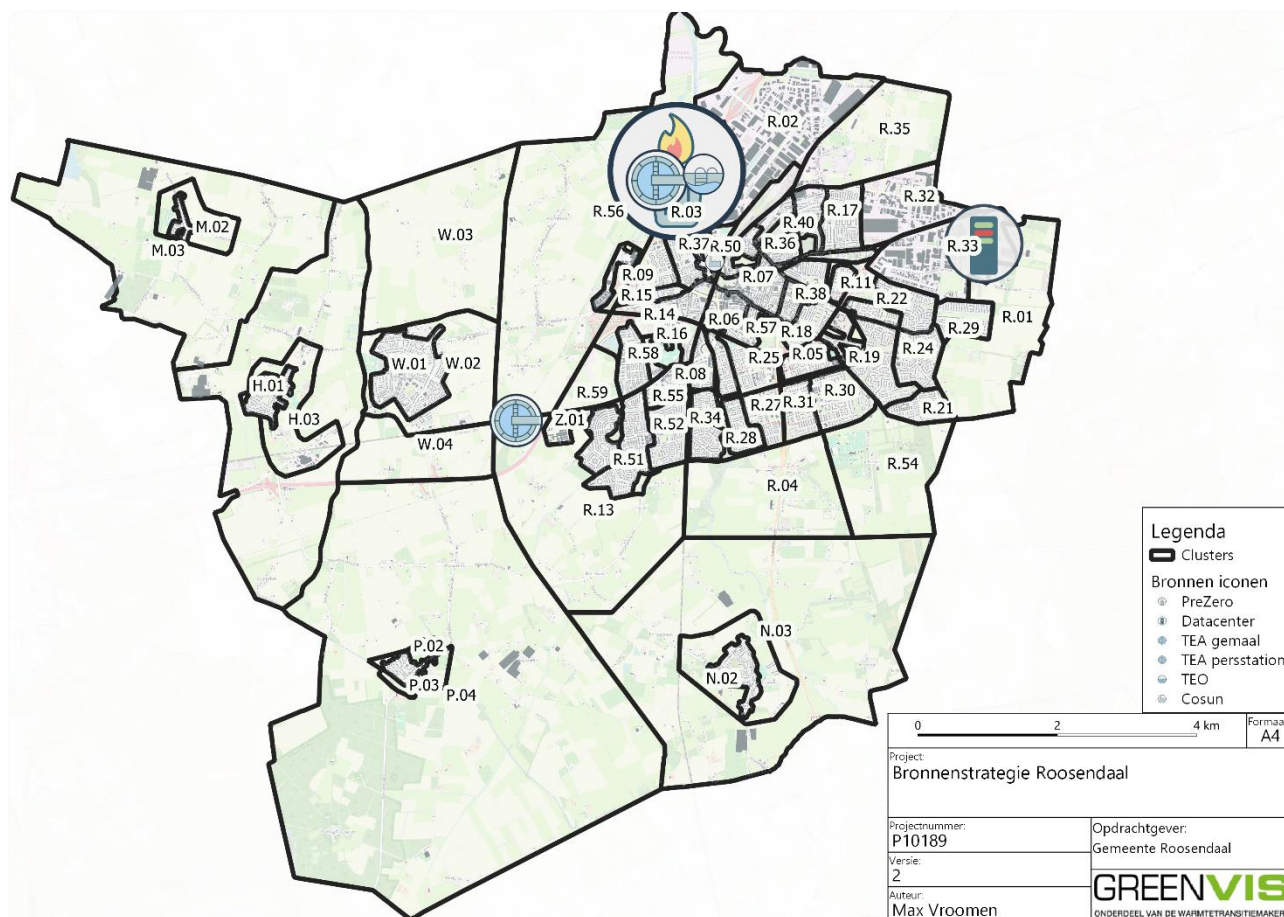 R.02
R.35
R.32
R.17
R.40
R.36
R.03
R.56
R.37
R.50
R.33
R.01
M.02
M.03
W.03
R.09
R.07
R.11
R.15
R.38
R.22
R.14
R.06
R.57
R.18
R.29
R.16
R.58
R.25
R.05
R.19
R.24
W.01
W.02
H.01
R.08
R.59
R.55
R.30
H.03
Z.01
R.27
R.31
R.21
R.52
R.34
W.04
R.28
R.51
R.54
R.04
R.13
P.02
P.03
P.04
N.03
N.02
Legenda
Clusters
Bronnen iconen
PreZero
Datacenter
TEA gemaal
TEA persstation
TEO
Cosun
0 2 4 km
Formaa
A4
Project:
Bronnenstrategie Roosendaal
Projectnummer:
P10189
Versie:
2
Auteur:
Max Vroomen
Opdrachtgever:
Gemeente Roosendaal
GREENVIS
ONDERDEEL VAN DE WARMTETRANSITIEMAKER